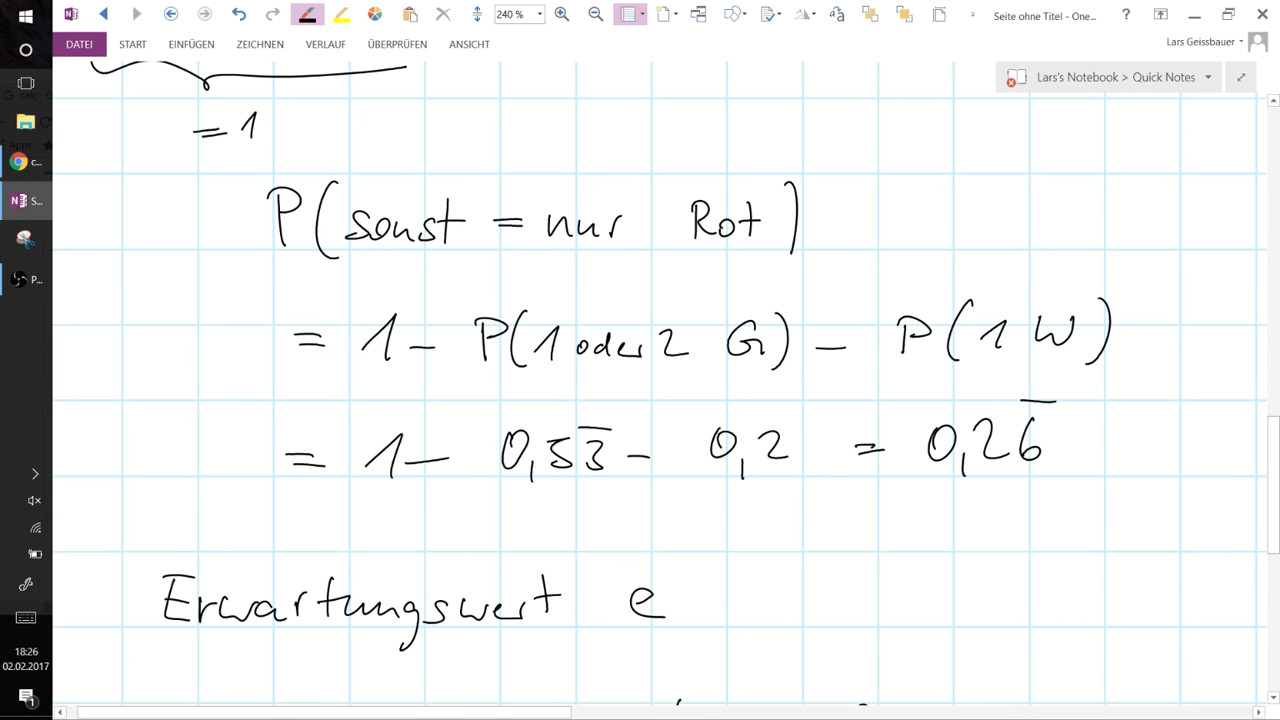 240 %
Seite ohne Titel - One...
DATEI START EINFÜGEN ZEICHNEN VERLAUF ÜBERPRÜFEN ANSICHT
Lars Geissbauer
Lars's Notebook > Quick Notes
= 1
P(sonst = nur Rot)
= 1 - P(1 oder 2 G) - P(1 W)
= 1 - 0,53̅ - 0,2 = 0,26̅
Erwartungswert e
c...
S...
P...
18:26
02.02.2017
1